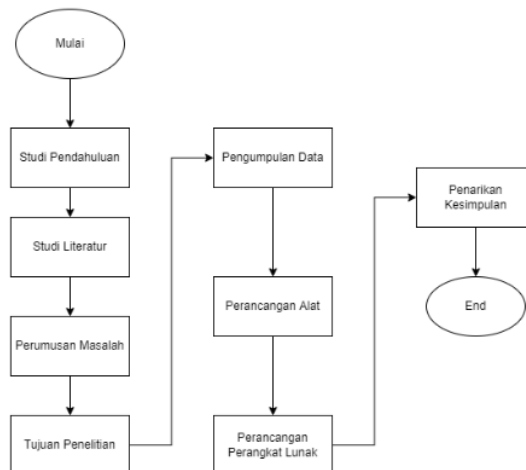 Mulai
Studi Pendahuluan
Studi Literatur
Perumusan Masalah
Tujuan Penelitian
Pengumpulan Data
Perancangan Alat
Perancangan
Perangkat Lunak
Penarikan
Kesimpulan
End